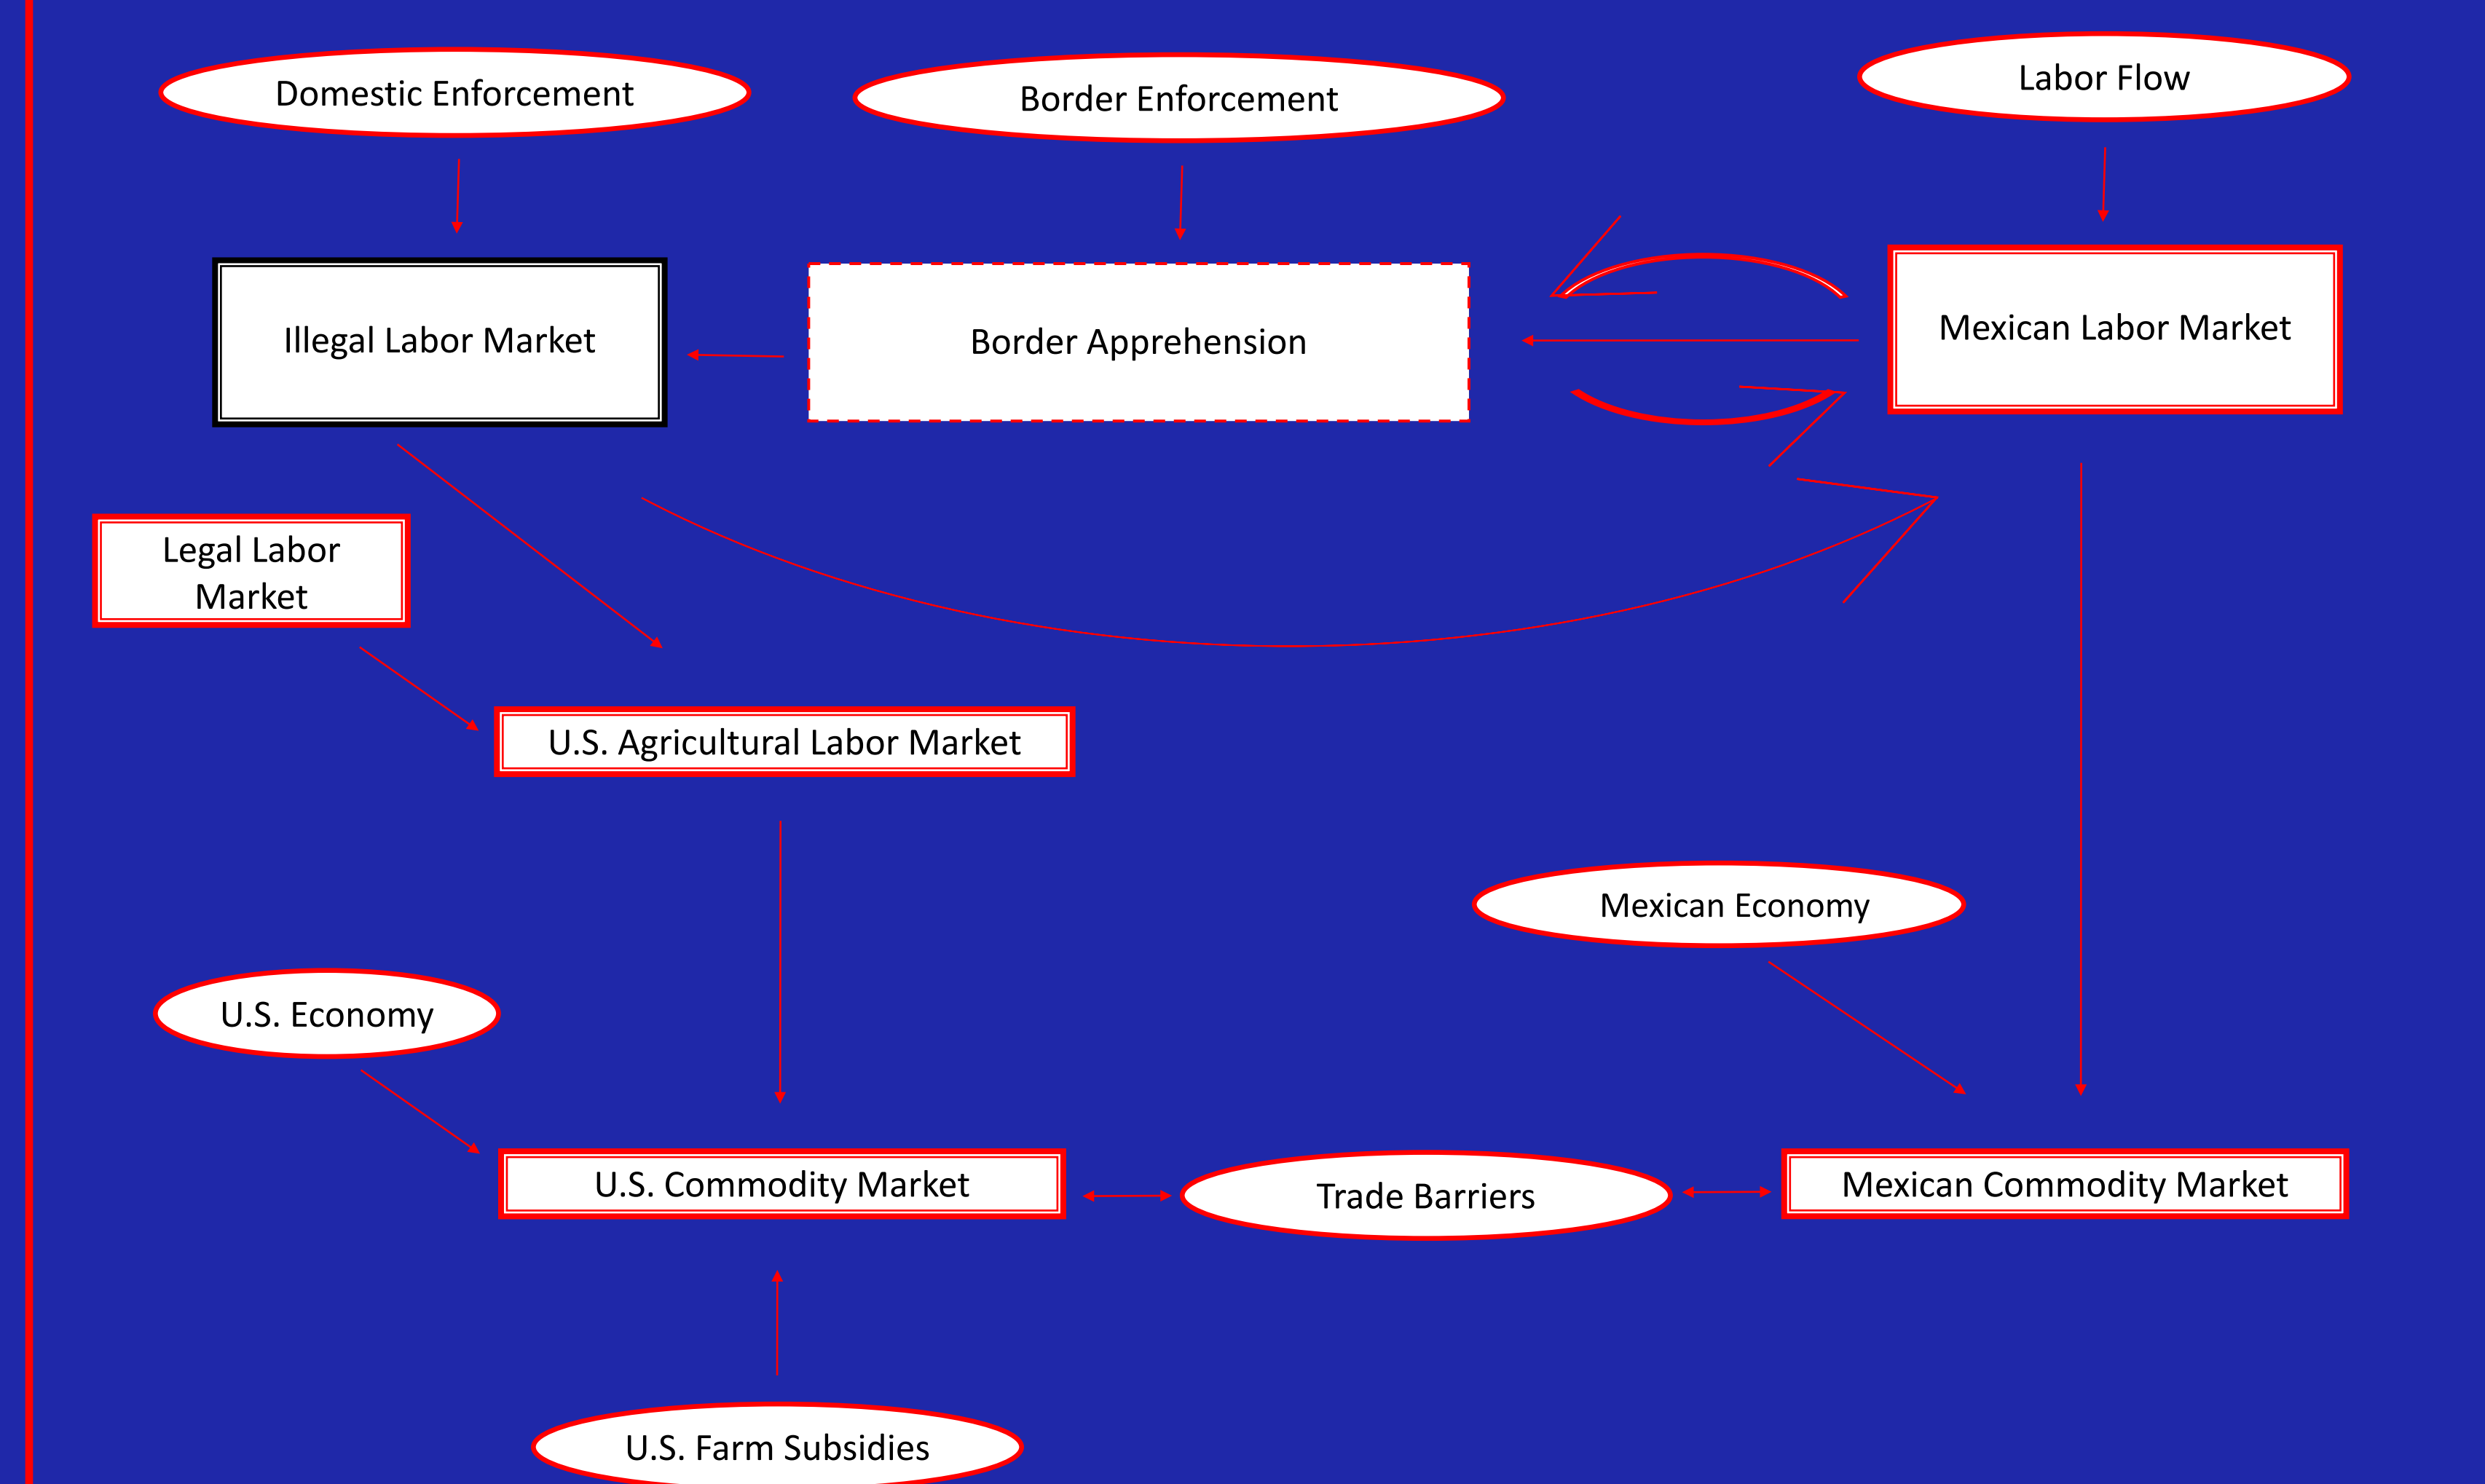 Domestic Enforcement
Border Enforcement
Labor Flow
Illegal Labor Market
Border Apprehension
Mexican Labor Market
Legal Labor
Market
U.S. Agricultural Labor Market
Mexican Economy
U.S. Economy
U.S. Commodity Market
Trade Barriers
Mexican Commodity Market
U.S. Farm Subsidies